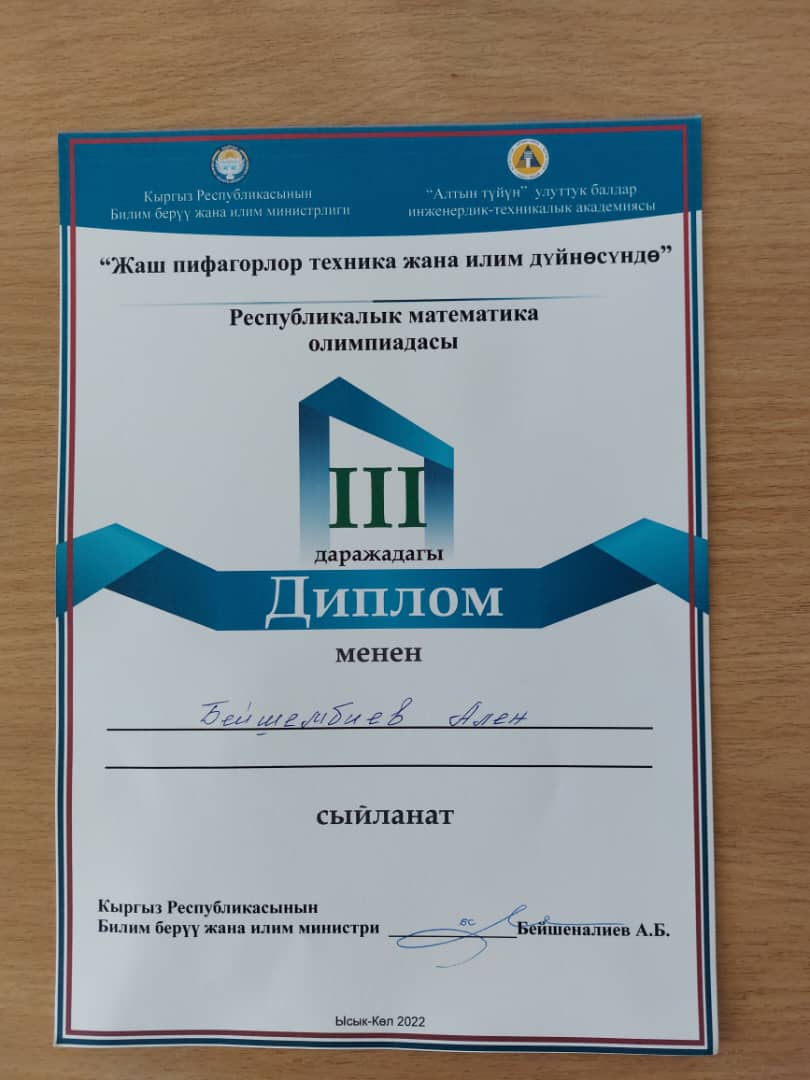 Кыргыз Республикасынын
Билим берүү жана илим министрлиги
“Алтын түйүн” улуттук балдар
инженердик-техникалык академиясы
“Жаш пифагорлор техника жана илим дүйнөсүндө”
Республикалык математика
олимпиадасы
III
даражадагы
Диплом
менен
Бейшембиев Ален
сыйланат
Кыргыз Республикасынын
Билим берүү жана илим министри Бейшеналиев А.Б.
Ысык-Көл 2022